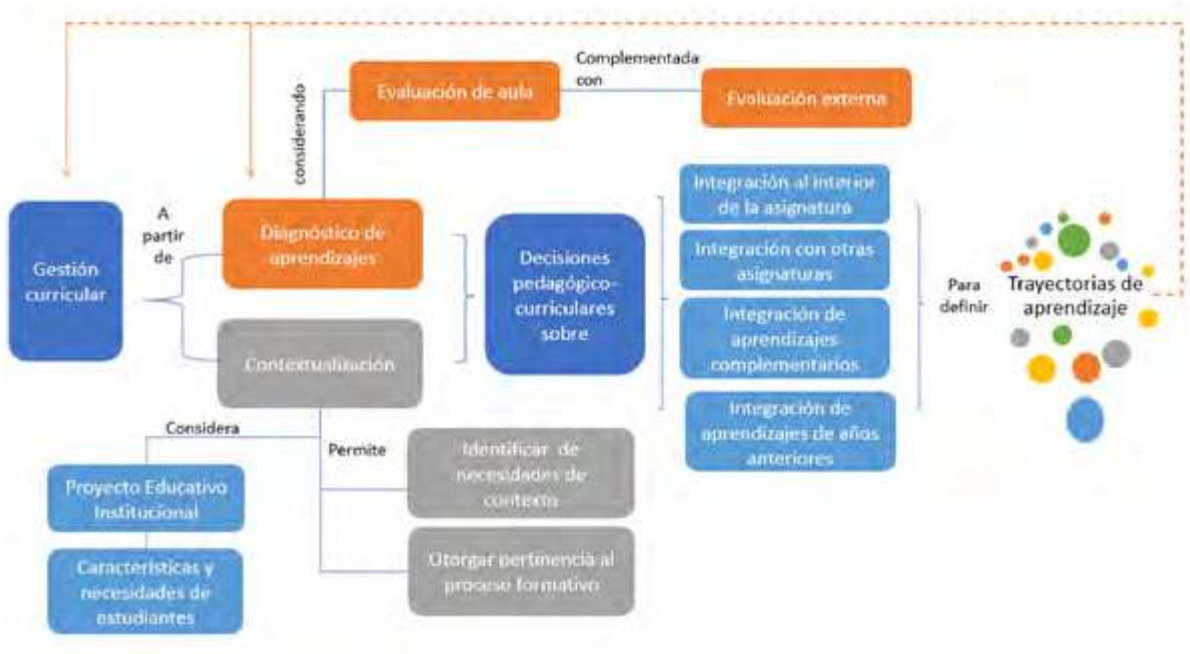 Complementada
con
Evaluación de aula
Evaluación externa
considerando
Gestión
curricular
A
partir
de
Diagnóstico de
aprendizajes
Contextualización
Decisiones
pedagógico-
curriculares
sobre
Integración al interior
de la asignatura
Integración con otras
asignaturas
Integración de
aprendizajes
complementarios
Integración de
aprendizajes de años
anteriores
Para
definir
Trayectorias de
aprendizaje
Considera
Permite
Proyecto Educativo
Institucional
Características y
necesidades de
estudiantes
Identificar de
necesidades de
contexto
Otorgar pertinencia al
proceso formativo